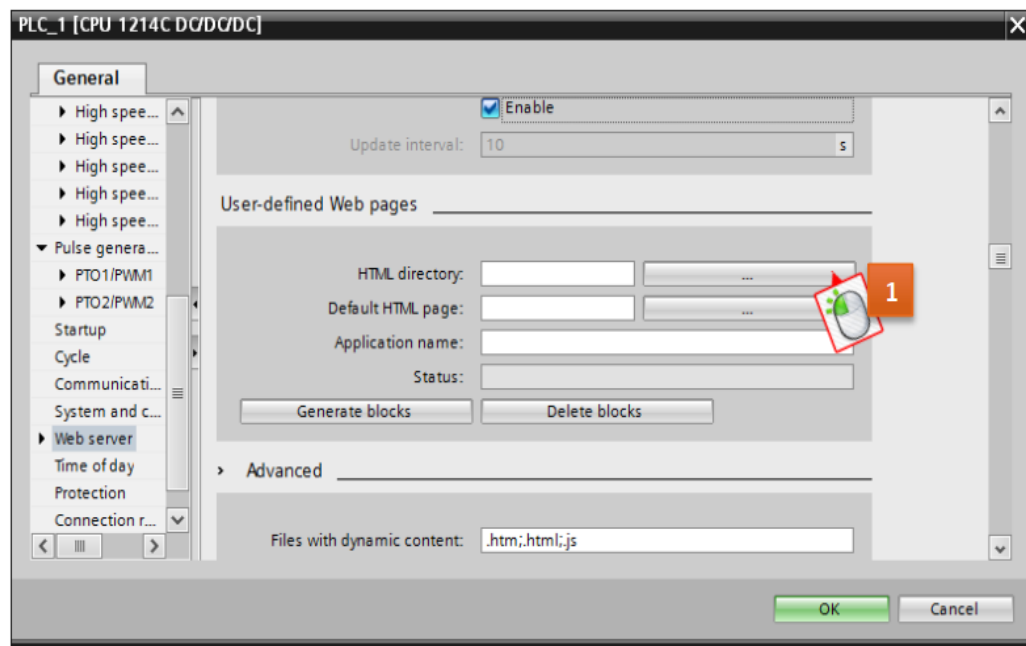 PLC_1 [CPU 1214C DC/DC/DC]
General
High spee...
High spee...
High spee...
High spee...
High spee...
Pulse genera...
PTO1/PWM1
PTO2/PWM2
Startup
Cycle
Communicati...
System and c...
Web server
Time of day
Protection
Connection r...
Enable
Update interval: 10 s
User-defined Web pages
HTML directory: ...
Default HTML page: ...
Application name:
Status:
Generate blocks Delete blocks
Advanced
Files with dynamic content: .htm;.html;.js
1
OK Cancel